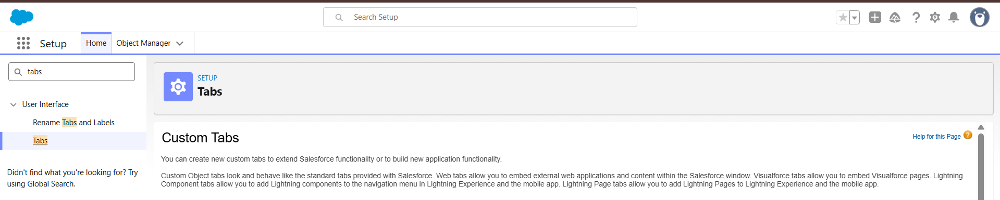 Search Setup
Setup
Home
Object Manager
tabs
User Interface
Rename Tabs and Labels
Tabs
Didn't find what you're looking for? Try
using Global Search.
SETUP
Tabs
Custom Tabs
Help for this Page ?
You can create new custom tabs to extend Salesforce functionality or to build new application functionality.
Custom Object tabs look and behave like the standard tabs provided with Salesforce. Web tabs allow you to embed external web applications and content within the Salesforce window. Visualforce tabs allow you to embed Visualforce pages. Lightning
Component tabs allow you to add Lightning components to the navigation menu in Lightning Experience and the mobile app. Lightning Page tabs allow you to add Lightning Pages to Lightning Experience and the mobile app.